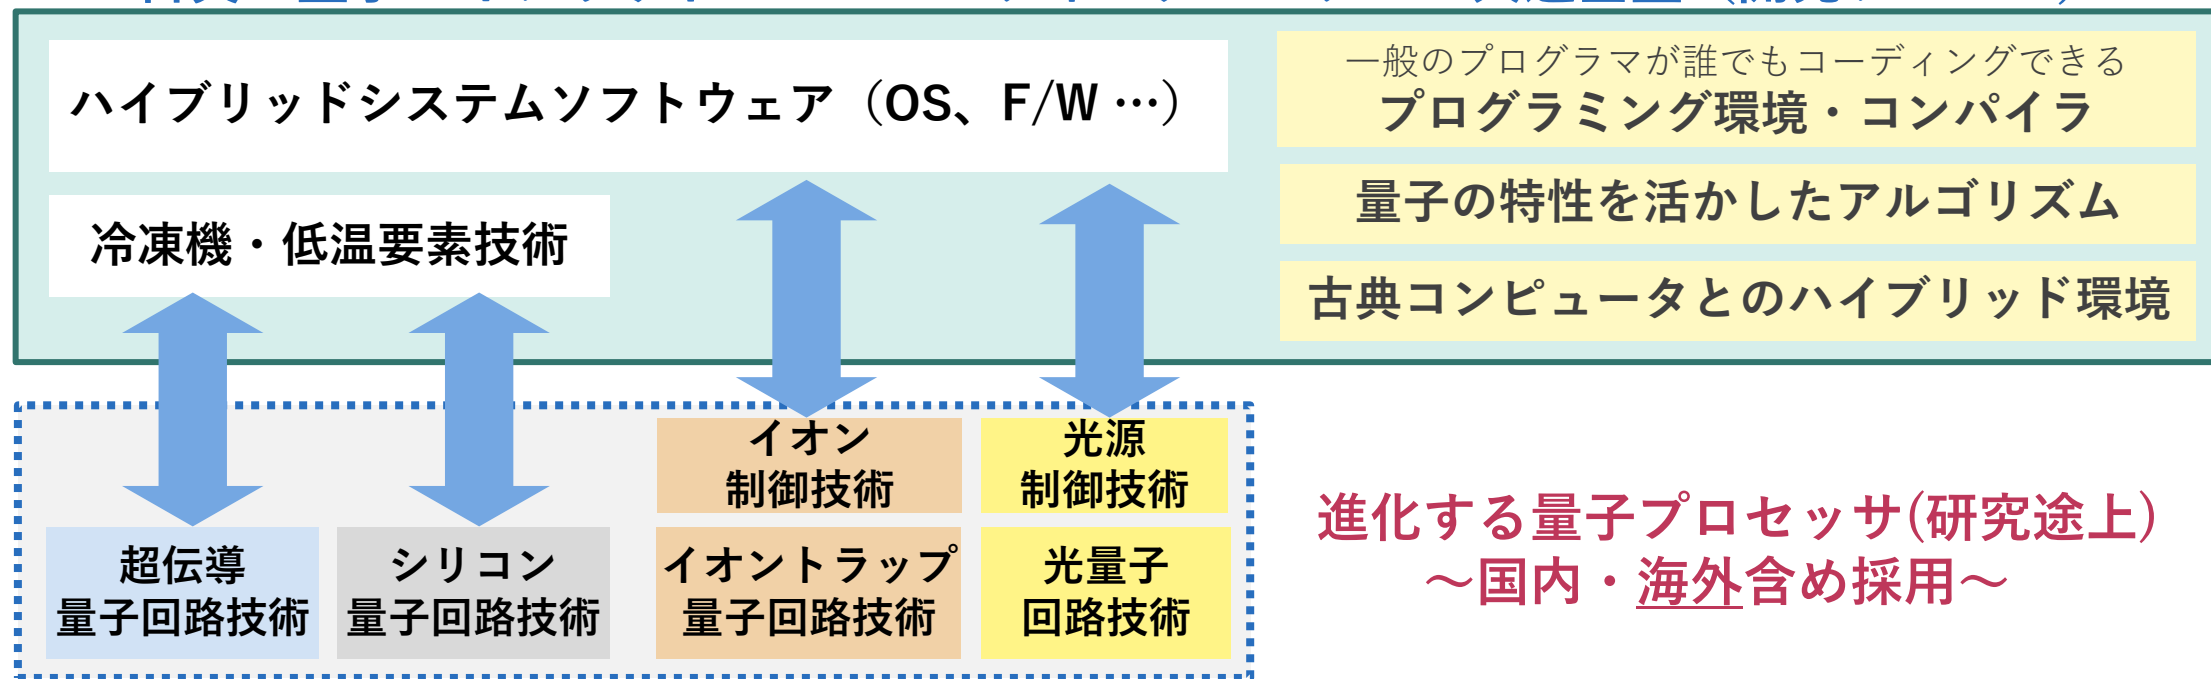 ハイブリッドシステムソフトウェア（OS、F/W …）
一般のプログラマが誰でもコーディングできる
プログラミング環境・コンパイラ
量子の特性を活かしたアルゴリズム
冷凍機・低温要素技術
古典コンピュータとのハイブリッド環境
イオン
制御技術
光源
制御技術
超伝導
量子回路技術
シリコン
量子回路技術
イオントラップ
量子回路技術
光量子
回路技術
進化する量子プロセッサ(研究途上)
～国内・海外含め採用～